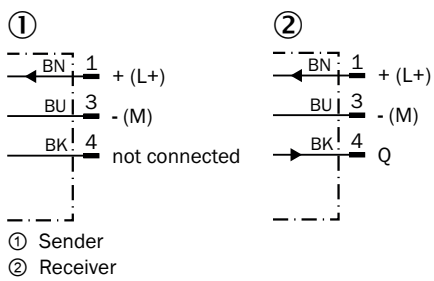 ① ②
BN 1 + (L+) BN 1 + (L+)
BU 3 - (M) BU 3 - (M)
BK 4 not connected BK 4 Q
① Sender
② Receiver